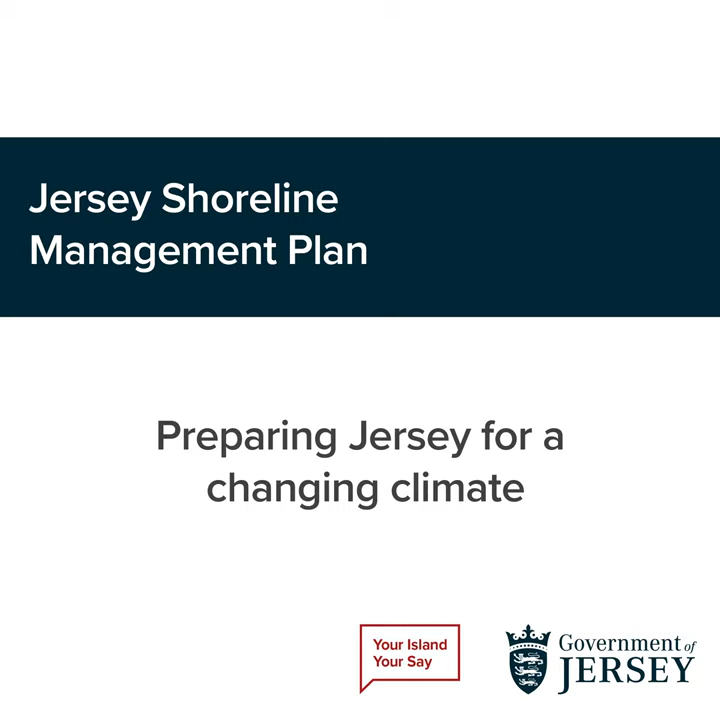 Jersey Shoreline
Management Plan
Preparing Jersey for a
changing climate
Your Island
Your Say
Government of
JERSEY